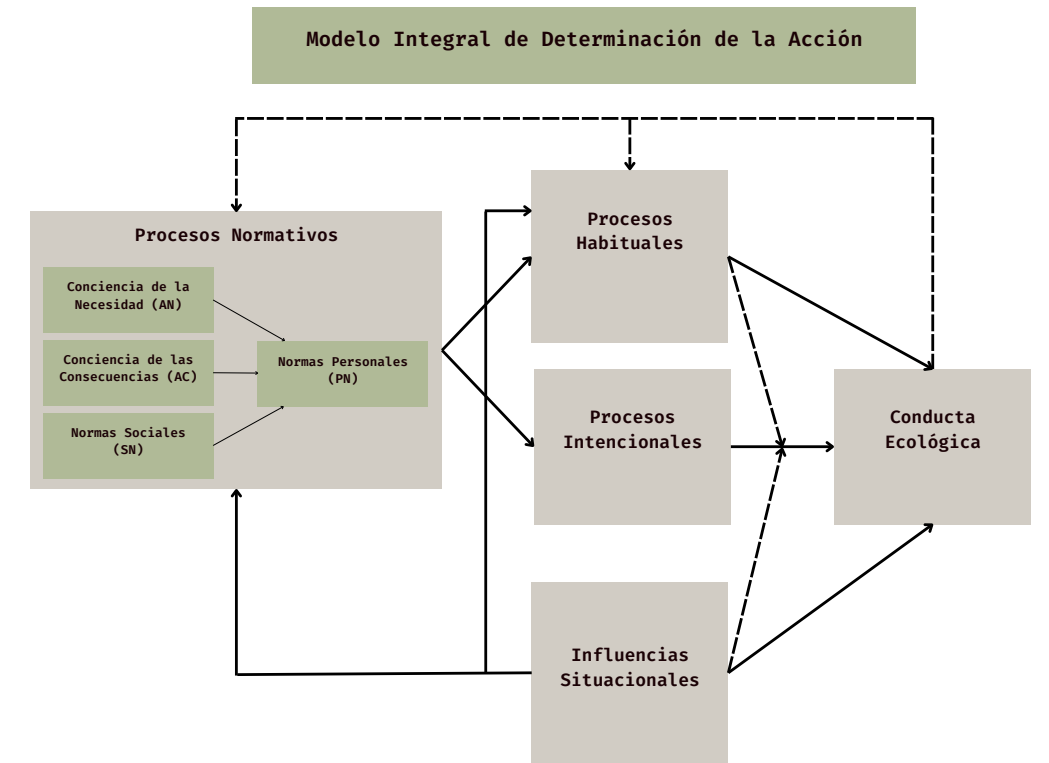 Modelo Integral de Determinación de la Acción
Procesos Normativos
Conciencia de la
Necesidad (AN)
Conciencia de las
Consecuencias (AC)
Normas Sociales
(SN)
Normas Personales
(PN)
Procesos
Habituales
Procesos
Intencionales
Influencias
Situacionales
Conducta
Ecológica